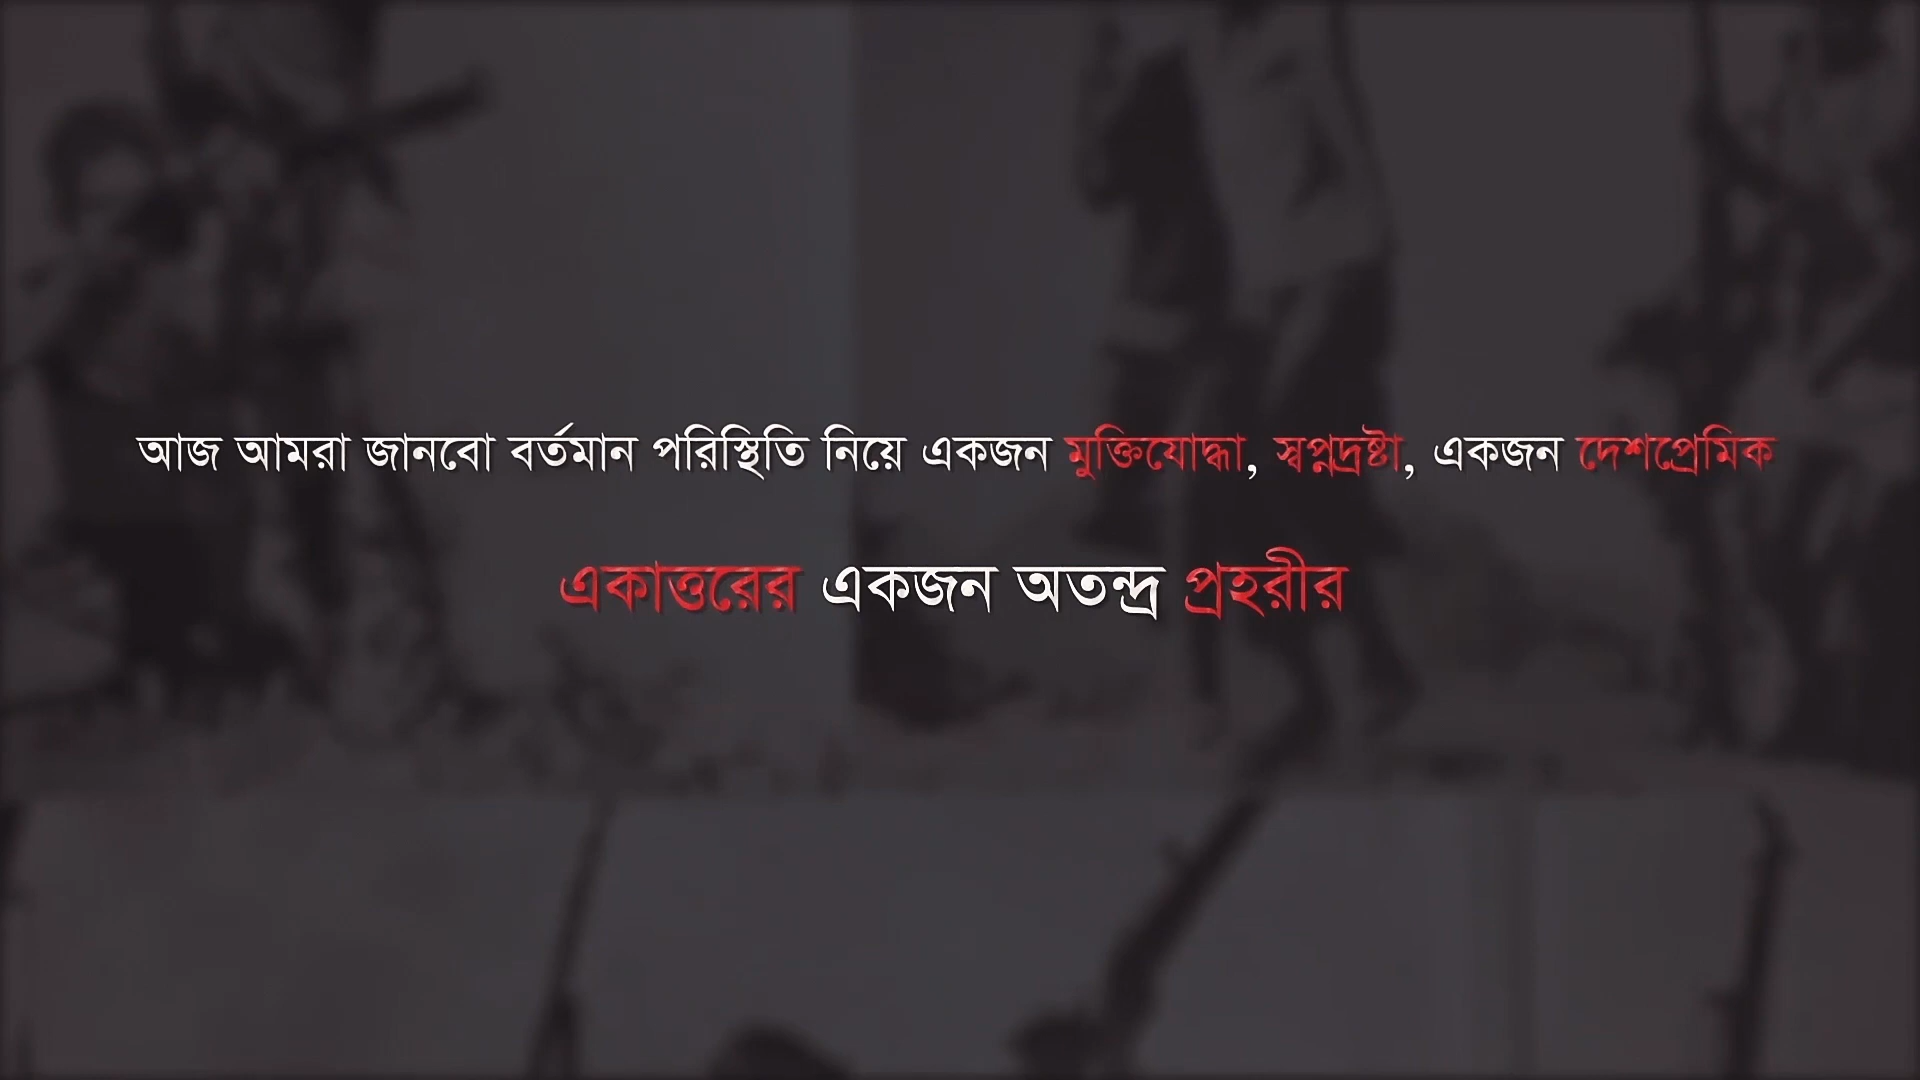 আজ আমরা জানবো বর্তমান পরিস্থিতি নিয়ে একজন মুক্তিযোদ্ধা, স্বপ্নদ্রষ্টা, একজন দেশপ্রেমিক
একাত্তরের একজন অতন্দ্র প্রহরীর